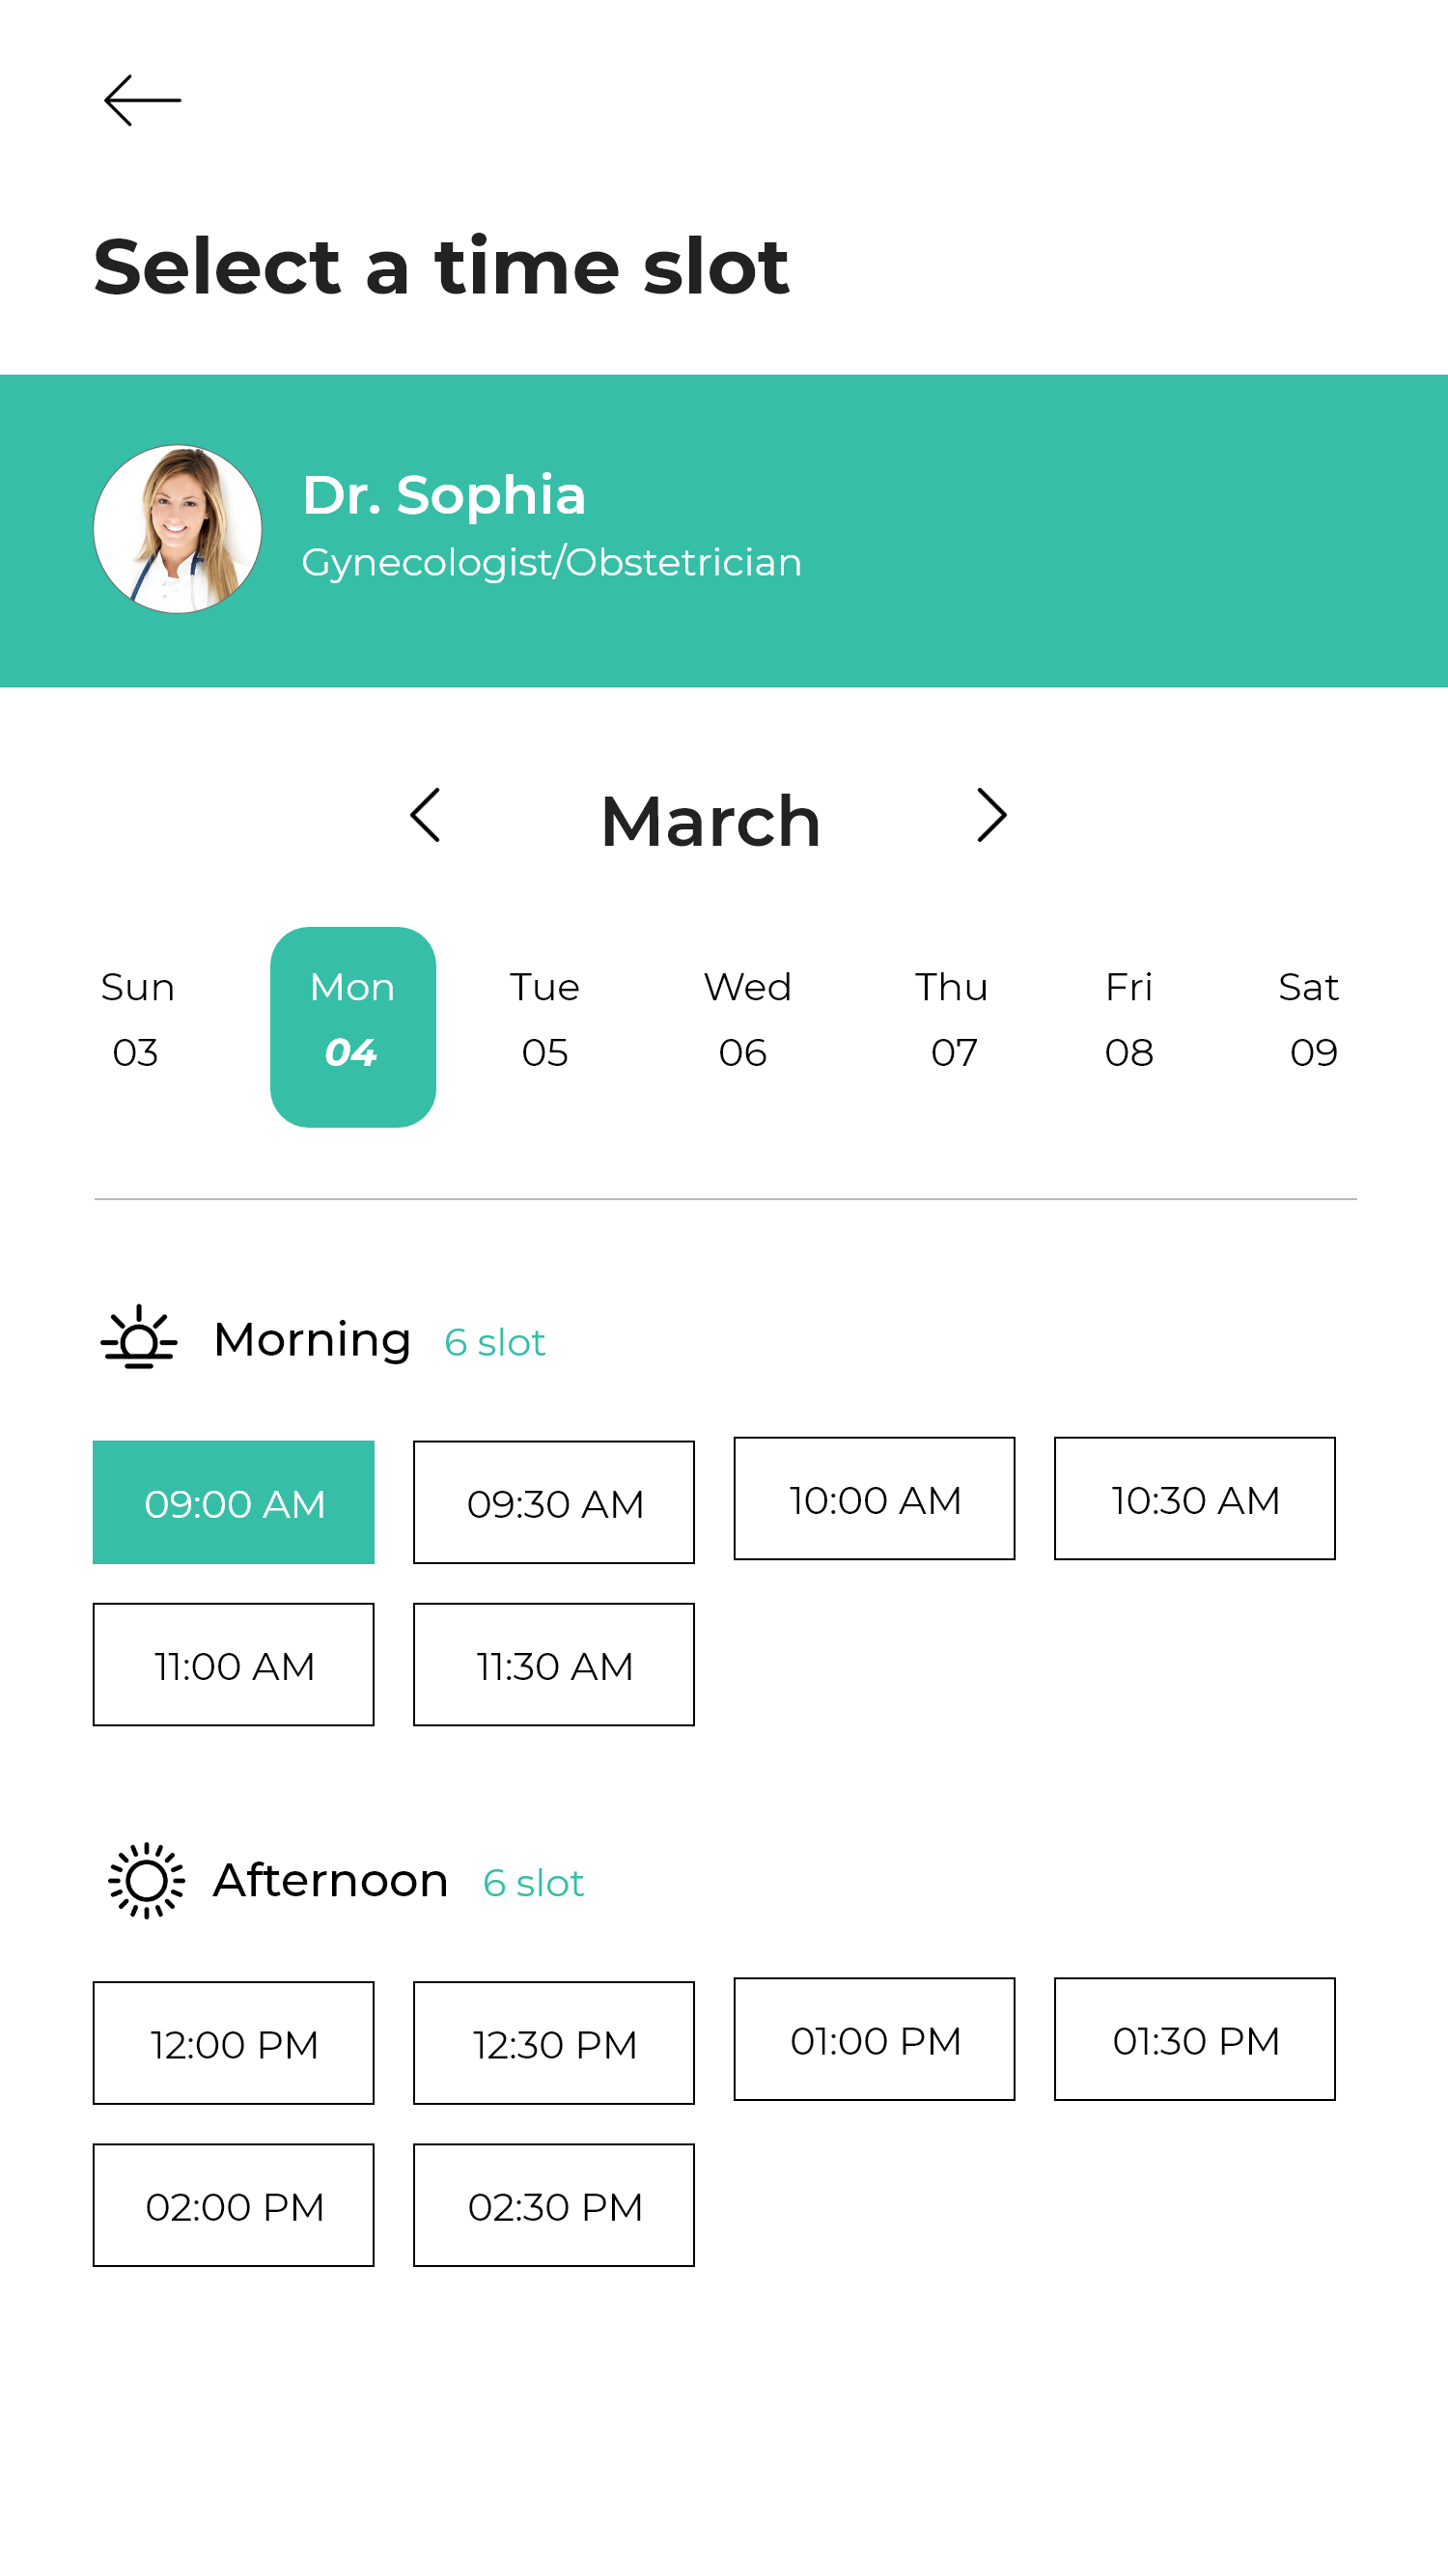 Select a time slot
Dr. Sophia
Gynecologist/Obstetrician
March
Sun Mon Tue Wed Thu Fri Sat
03 04 05 06 07 08 09
Morning 6 slot
09:00 AM 09:30 AM 10:00 AM 10:30 AM
11:00 AM 11:30 AM
Afternoon 6 slot
12:00 PM 12:30 PM 01:00 PM 01:30 PM
02:00 PM 02:30 PM